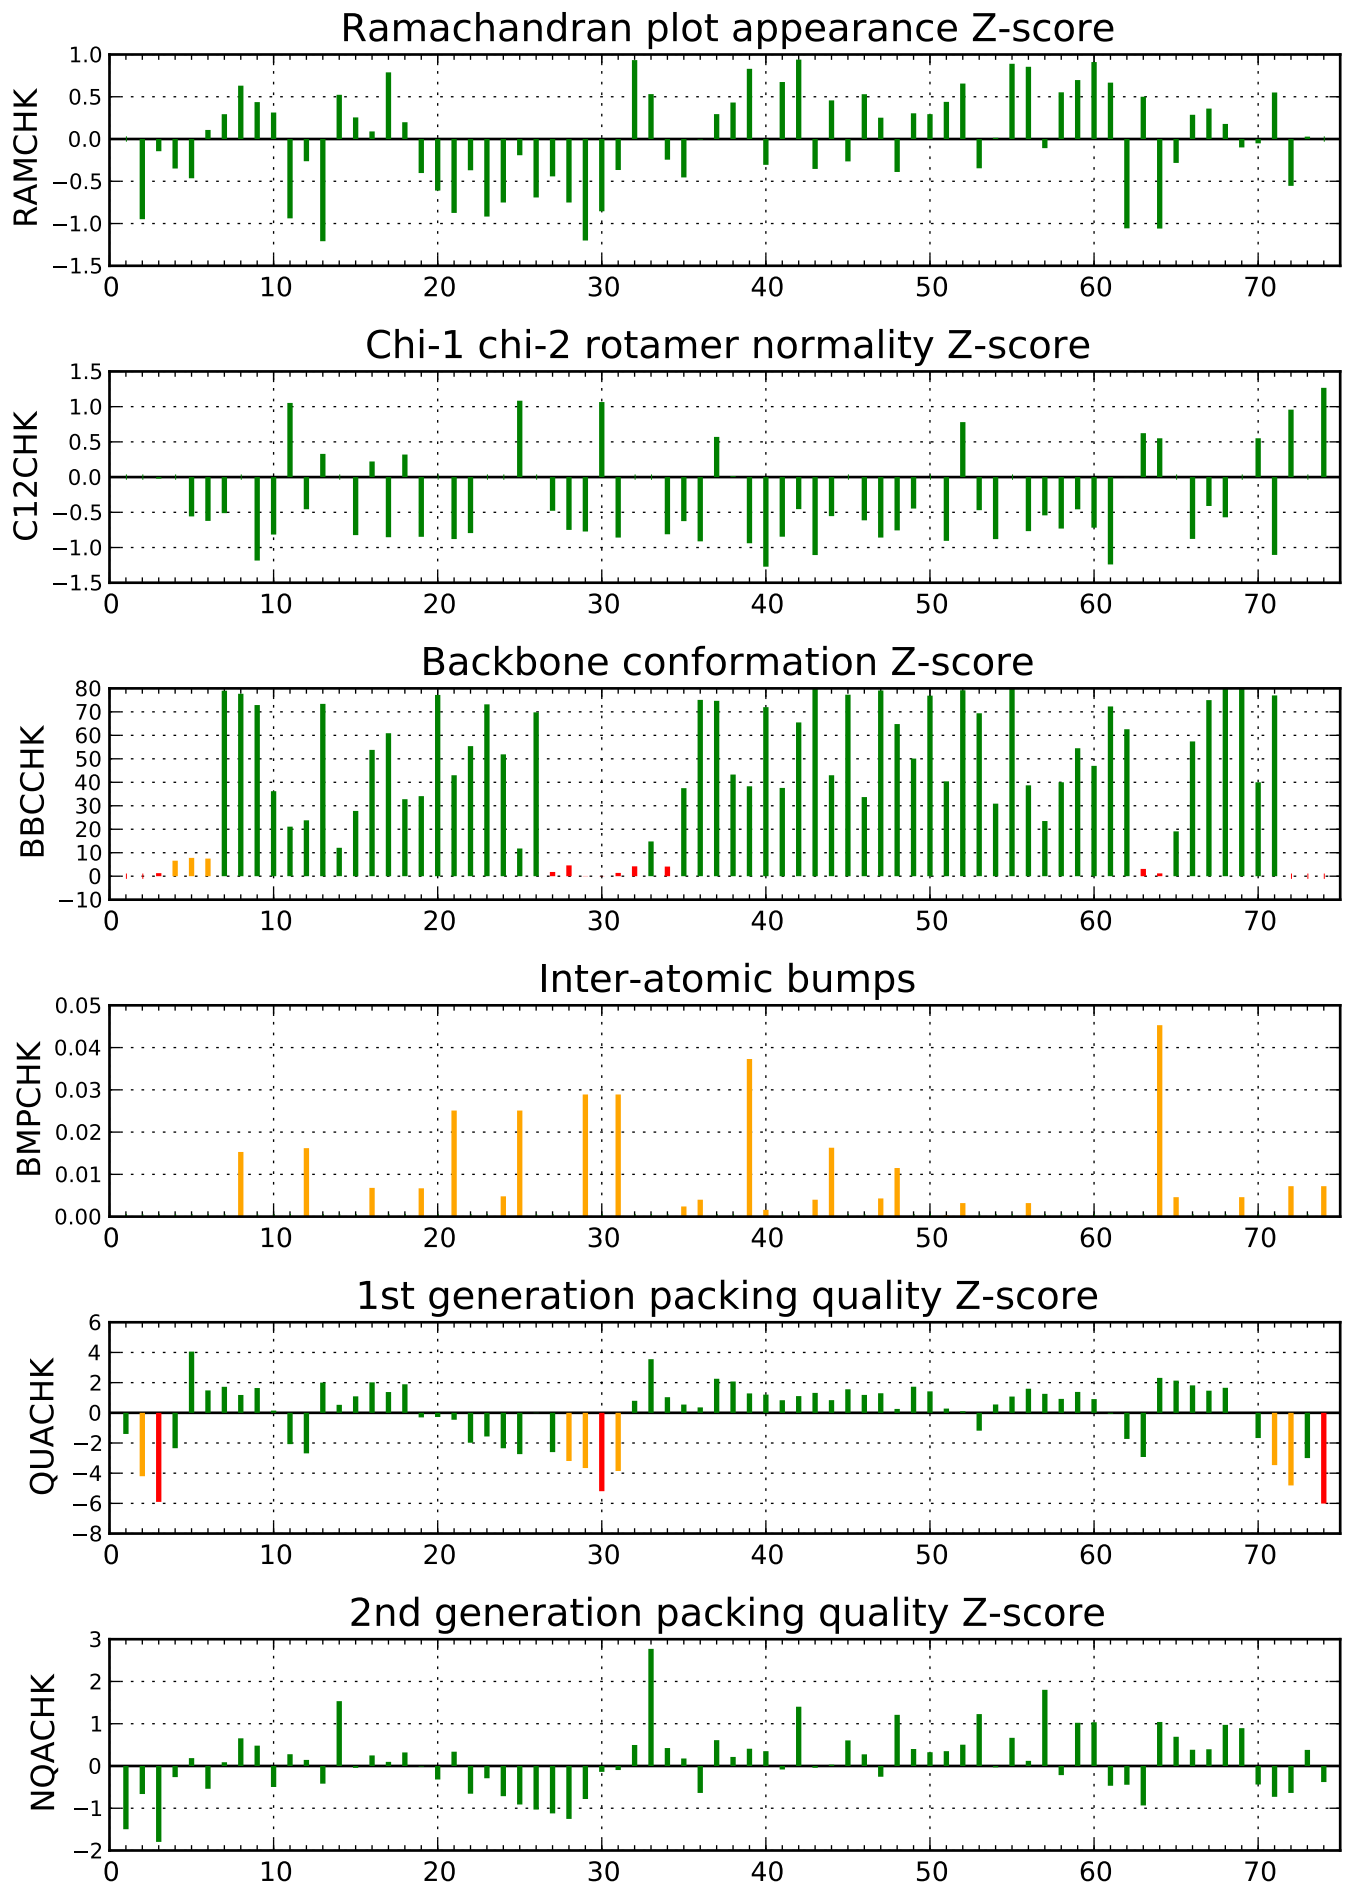 Ramachandran plot appearance Z-score
RAMCHK
1.0
0.5
0.0
−0.5
−1.0
−1.5
0 10 20 30 40 50 60 70
Chi-1 chi-2 rotamer normality Z-score
C12CHK
1.5
1.0
0.5
0.0
−0.5
−1.0
−1.5
0 10 20 30 40 50 60 70
Backbone conformation Z-score
BBCCHK
80
70
60
50
40
30
20
10
0
−10
0 10 20 30 40 50 60 70
Inter-atomic bumps
BMPCHK
0.05
0.04
0.03
0.02
0.01
0.00
0 10 20 30 40 50 60 70
1st generation packing quality Z-score
QUACHK
6
4
2
0
−2
−4
−6
−8
0 10 20 30 40 50 60 70
2nd generation packing quality Z-score
NQACHK
3
2
1
0
−1
−2
0 10 20 30 40 50 60 70